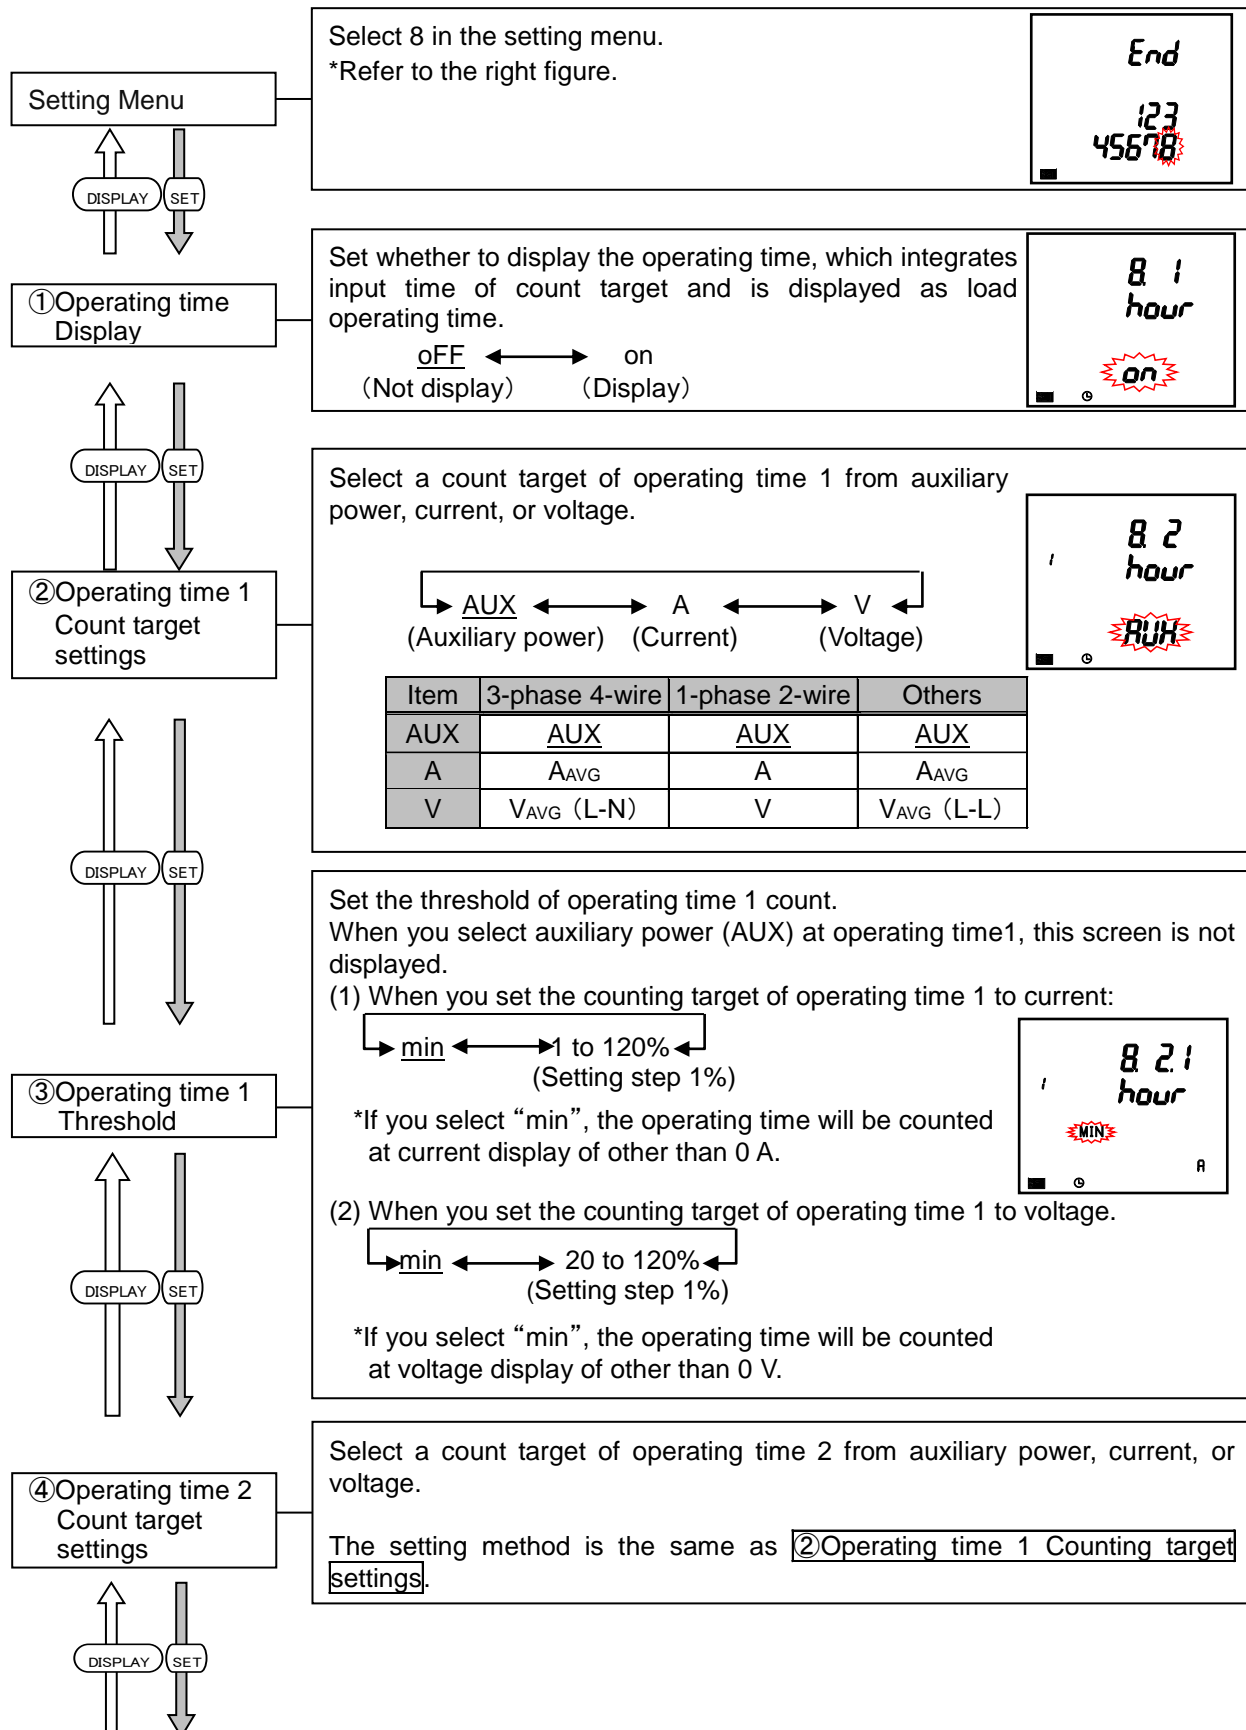 Select 8 in the setting menu.
*Refer to the right figure.
End
123
45678
Setting Menu
DISPLAY SET
Set whether to display the operating time, which integrates
input time of count target and is displayed as load
operating time.
oFF on
(Not display) (Display)
8. 1
hour
on
①Operating time
Display
DISPLAY SET
Select a count target of operating time 1 from auxiliary
power, current, or voltage.
AUX A V
(Auxiliary power) (Current) (Voltage)
8. 2
1 hour
AUX
②Operating time 1
Count target
settings
Item 3-phase 4-wire 1-phase 2-wire Others
AUX AUX AUX AUX
A AAVG A AAVG
V VAVG（L-N） V VAVG（L-L）
DISPLAY SET
Set the threshold of operating time 1 count.
When you select auxiliary power (AUX) at operating time1, this screen is not
displayed.
(1) When you set the counting target of operating time 1 to current:
min 1 to 120%
(Setting step 1%)
*If you select “min”, the operating time will be counted
at current display of other than 0 A.
8. 2.1
1 hour
MIN
A
③Operating time 1
Threshold
(2) When you set the counting target of operating time 1 to voltage.
min 20 to 120%
(Setting step 1%)
*If you select “min”, the operating time will be counted
at voltage display of other than 0 V.
DISPLAY SET
Select a count target of operating time 2 from auxiliary power, current, or
voltage.
The setting method is the same as ②Operating time 1 Counting target
settings.
④Operating time 2
Count target
settings
DISPLAY SET